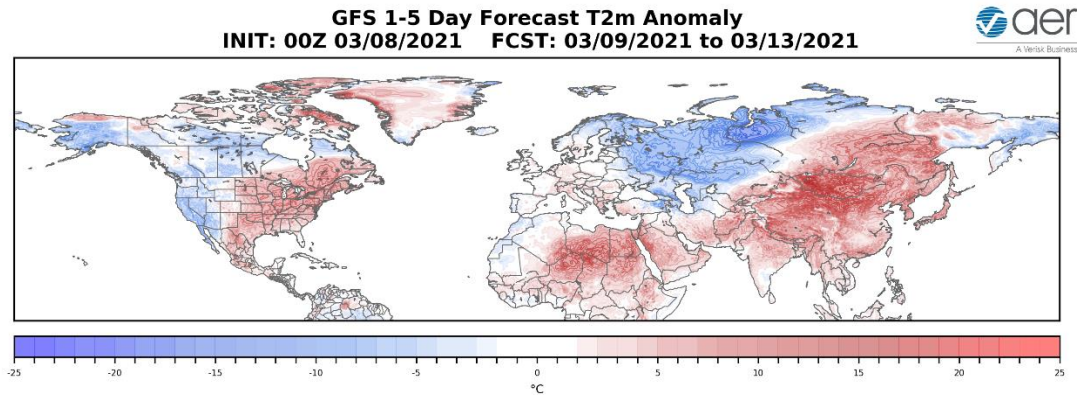 GFS 1-5 Day Forecast T2m Anomaly
INIT: 00Z 03/08/2021 FCST: 03/09/2021 to 03/13/2021
aer
A Verisk Business
-25 -20 -15 -10 -5 0 5 10 15 20 25
°C